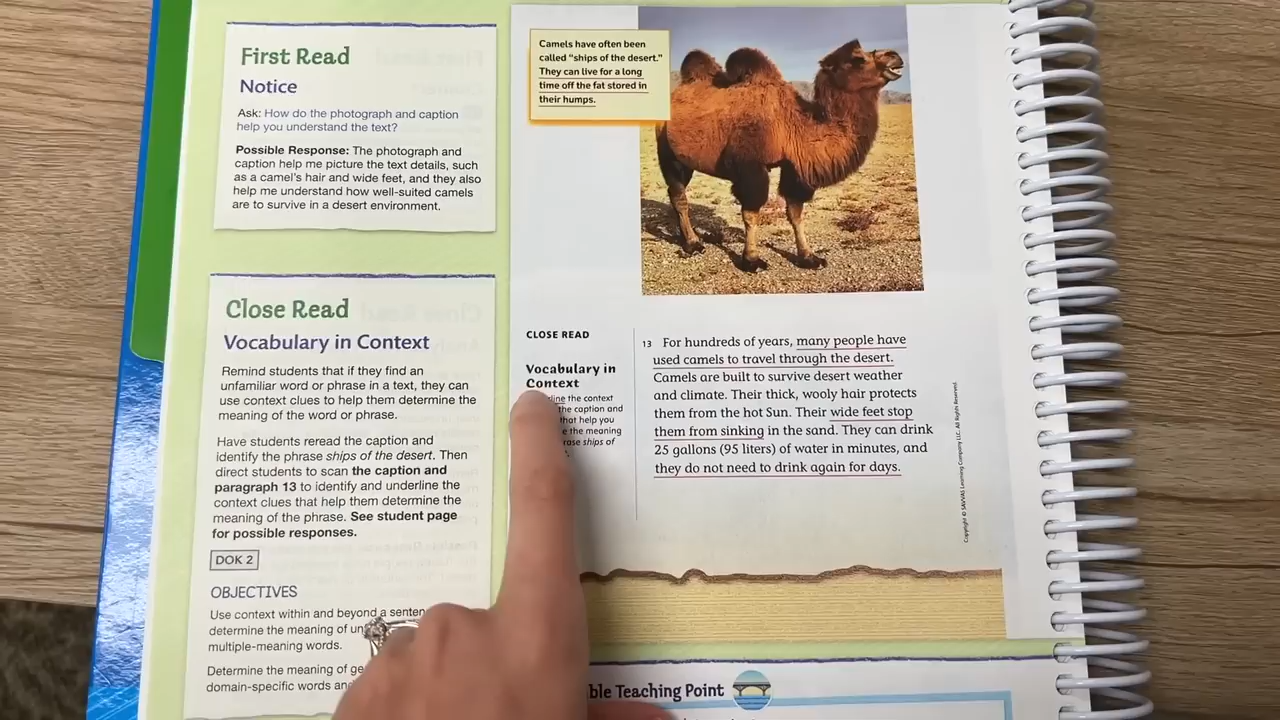 First Read
Notice
Ask: How do the photograph and caption
help you understand the text?
Possible Response: The photograph and
caption help me picture the text details, such
as a camel's hair and wide feet, and they also
help me understand how well-suited camels
are to survive in a desert environment.
Close Read
Vocabulary in Context
Remind students that if they find an
unfamiliar word or phrase in a text, they can
use context clues to help them determine the
meaning of the word or phrase.
Have students reread the caption and
identify the phrase ships of the desert. Then
direct students to scan the caption and
paragraph 13 to identify and underline the
context clues that help them determine the
meaning of the phrase. See student page
for possible responses.
DOK 2
OBJECTIVES
Use context within and beyond a
determine the meaning of
multiple-meaning words.
Determine the meaning of
domain-specific words
Camels have often been
called "ships of the desert."
They can live for a long
time off the fat stored in
their humps.
CLOSE READ
Vocabulary in
Context
the context
the caption and
that help you
the meaning
ships of
13 For hundreds of years, many people have
used camels to travel through the desert.
Camels are built to survive desert weather
and climate. Their thick, wooly hair protects
them from the hot Sun. Their wide feet stop
them from sinking in the sand. They can drink
25 gallons (95 liters) of water in minutes, and
they do not need to drink again for days.
Copyright © SAVVAS Learning Company LLC. All Rights Reserved.
Teaching Point